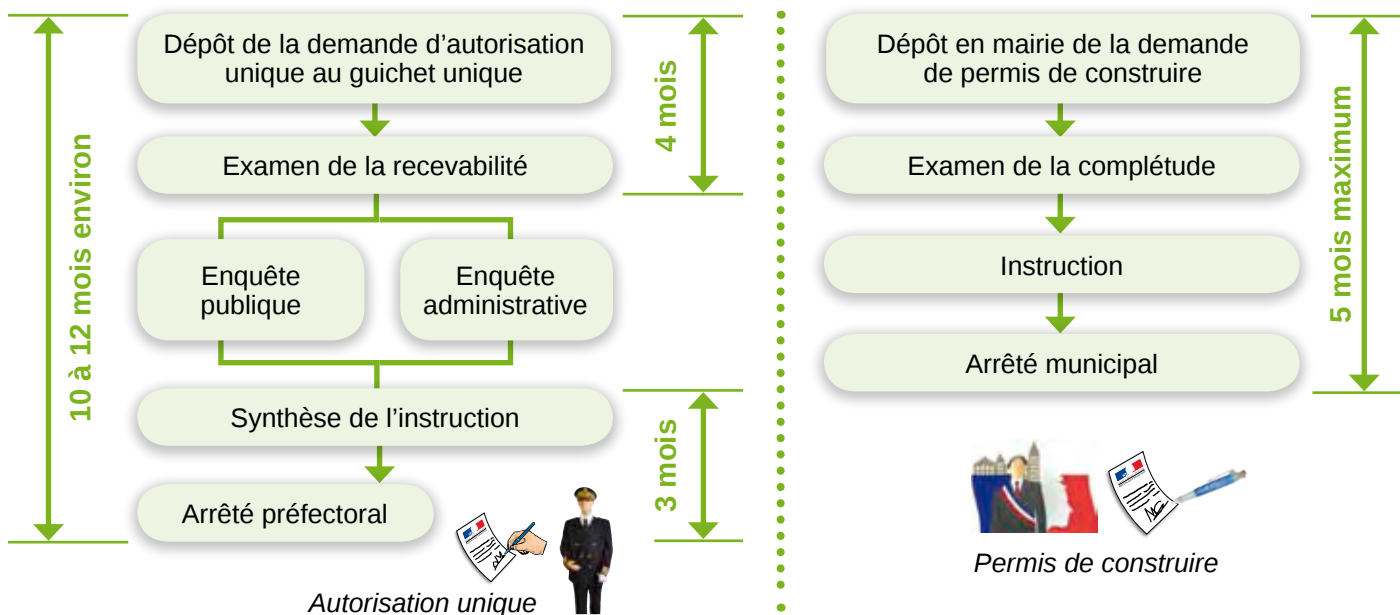 10 à 12 mois environ
Dépôt de la demande d’autorisation
unique au guichet unique
4 mois
Examen de la recevabilité
Enquête
publique
Enquête
administrative
Synthèse de l’instruction
3 mois
Arrêté préfectoral
Autorisation unique
Dépôt en mairie de la demande
de permis de construire
5 mois maximum
Examen de la complétude
Instruction
Arrêté municipal
Permis de construire